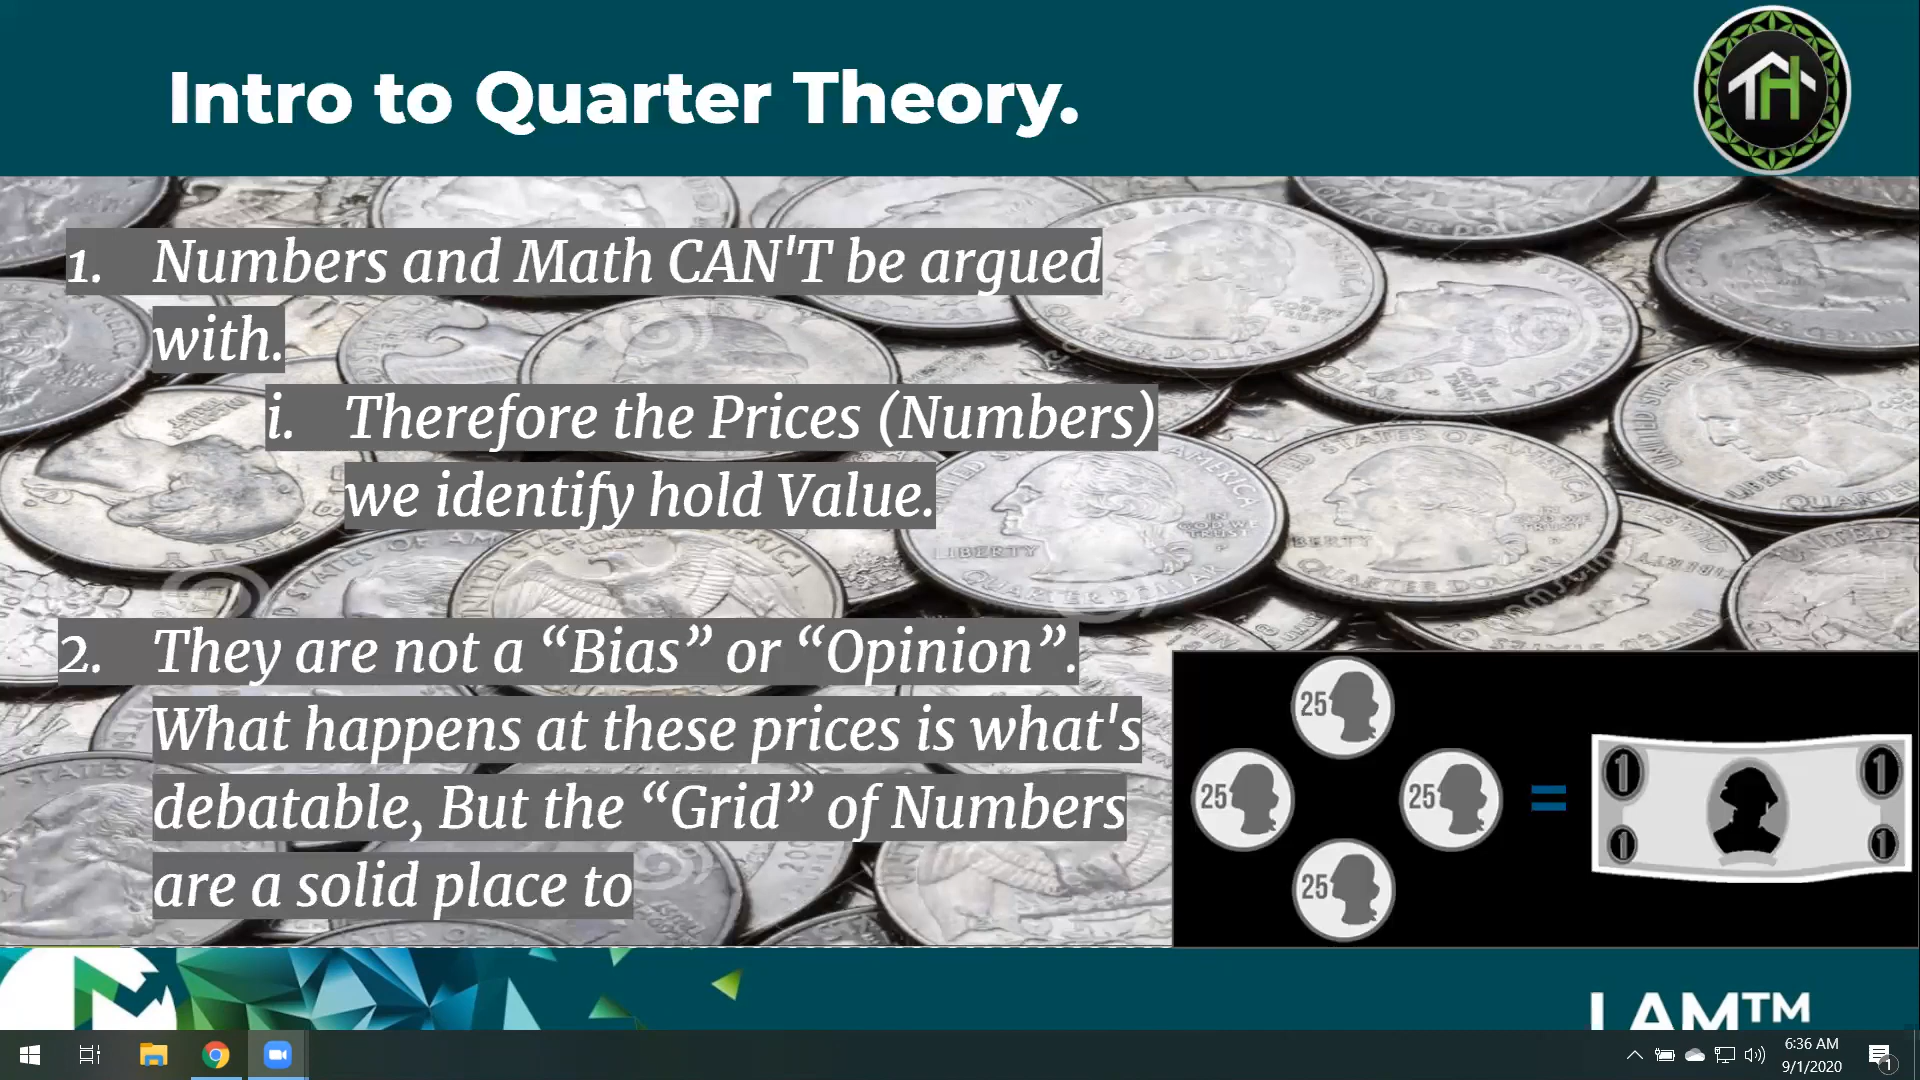 Intro to Quarter Theory.
TH
1. Numbers and Math CAN'T be argued
with.
i. Therefore the Prices (Numbers)
we identify hold Value.
2. They are not a “Bias” or “Opinion”.
What happens at these prices is what's
debatable, But the “Grid” of Numbers
are a solid place to
25
25
25
25
=
1
1
1
1
I AM™
6:36 AM
9/1/2020
1